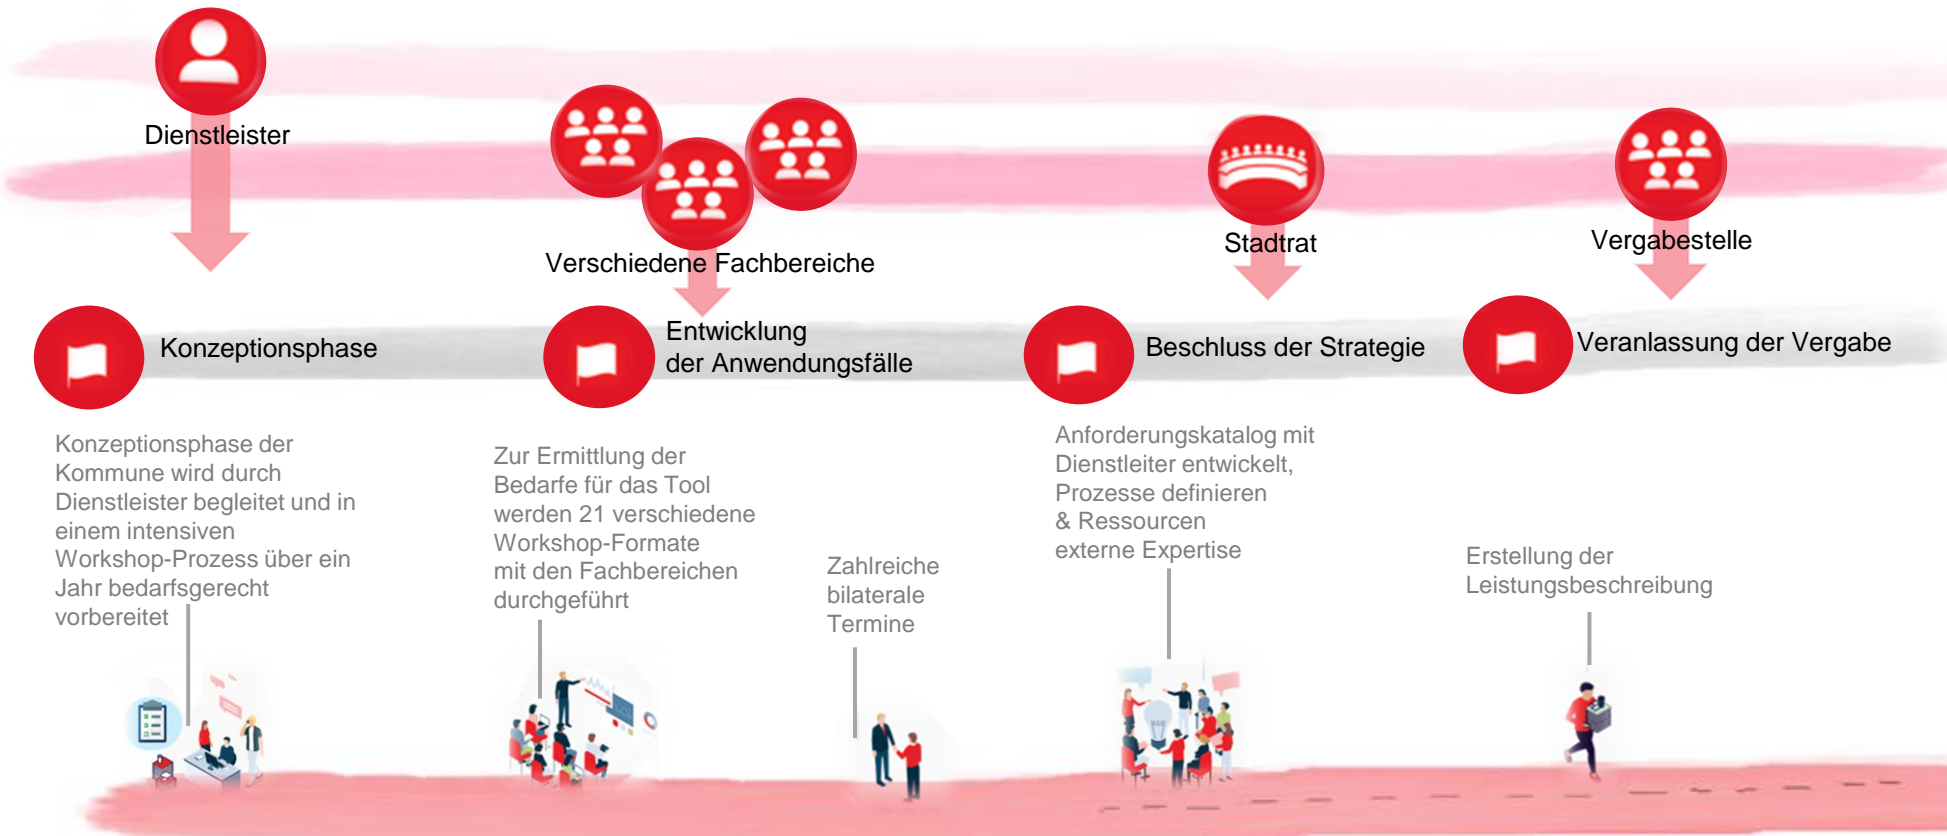 Dienstleister
Verschiedene Fachbereiche
Stadtrat
Vergabestelle
Konzeptionsphase
Entwicklung
der Anwendungsfälle
Beschluss der Strategie
Veranlassung der Vergabe
Konzeptionsphase der
Kommune wird durch
Dienstleister begleitet und in
einem intensiven
Workshop-Prozess über ein
Jahr bedarfsgerecht
vorbereitet
Zur Ermittlung der
Bedarfe für das Tool
werden 21 verschiedene
Workshop-Formate
mit den Fachbereichen
durchgeführt
Zahlreiche
bilaterale
Termine
Anforderungskatalog mit
Dienstleiter entwickelt,
Prozesse definieren
& Ressourcen
externe Expertise
Erstellung der
Leistungsbeschreibung